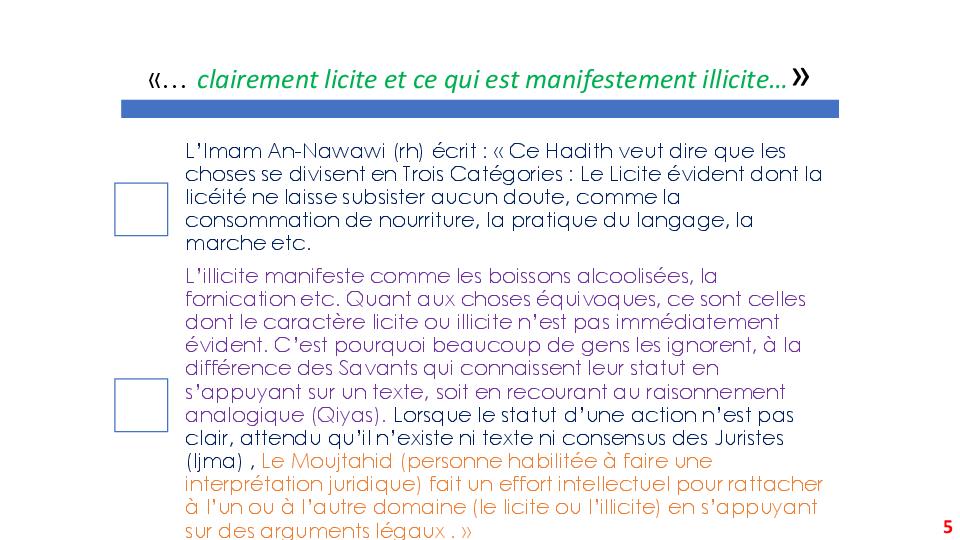 «… clairement licite et ce qui est manifestement illicite…»
L’Imam An-Nawawi (rh) écrit : « Ce Hadith veut dire que les
choses se divisent en Trois Catégories : Le Licite évident dont la
licéité ne laisse subsister aucun doute, comme la
consommation de nourriture, la pratique du langage, la
marche etc.
L’illicite manifeste comme les boissons alcoolisées, la
fornication etc. Quant aux choses équivoques, ce sont celles
dont le caractère licite ou illicite n’est pas immédiatement
évident. C’est pourquoi beaucoup de gens les ignorent, à la
différence des Savants qui connaissent leur statut en
s’appuyant sur un texte, soit en recourant au raisonnement
analogique (Qiyas). Lorsque le statut d’une action n’est pas
clair, attendu qu’il n’existe ni texte ni consensus des Juristes
(Ijma) , Le Moujtahid (personne habilitée à faire une
interprétation juridique) fait un effort intellectuel pour rattacher
à l’un ou à l’autre domaine (le licite ou l’illicite) en s’appuyant
sur des arguments légaux . »
5